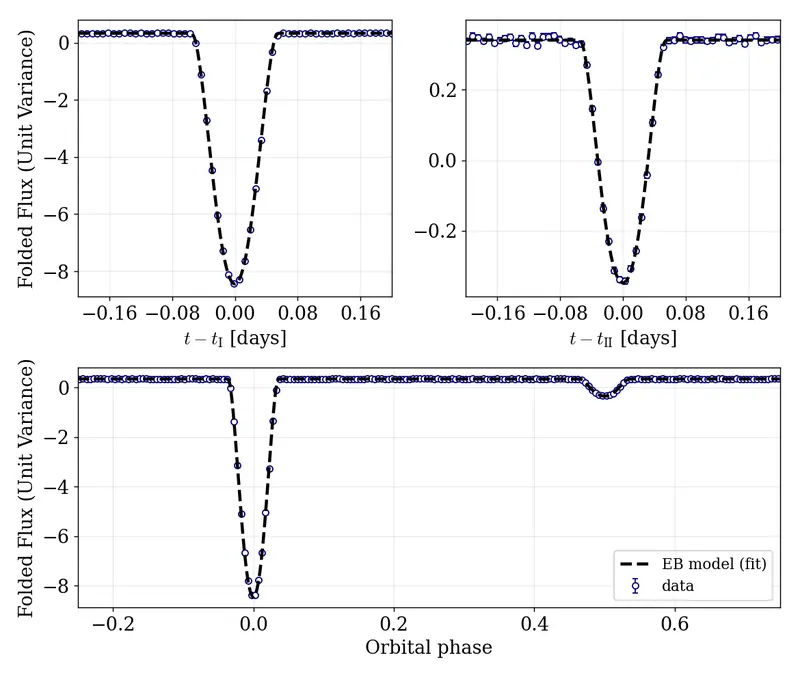 Folded Flux (Unit Variance)
0
−2
−4
−6
−8
−0.16 −0.08 0.00 0.08 0.16
t − t_I [days]
0.2
0.0
−0.2
−0.16 −0.08 0.00 0.08 0.16
t − t_II [days]
Folded Flux (Unit Variance)
0
−2
−4
−6
−8
−0.2 0.0 0.2 0.4 0.6
Orbital phase
EB model (fit)
data